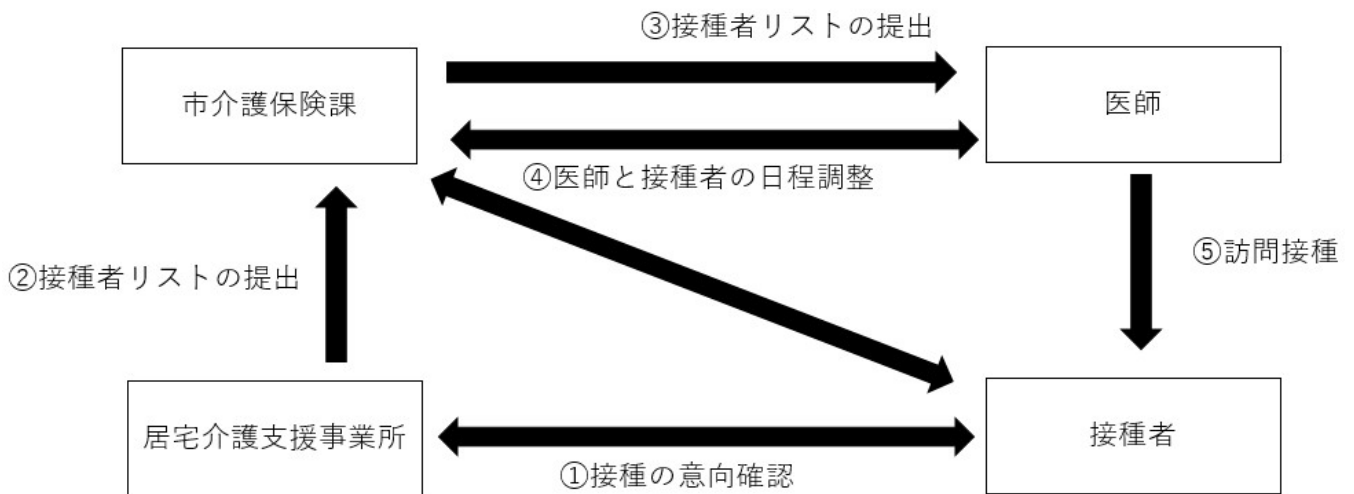 ③接種者リストの提出
市介護保険課
医師
④医師と接種者の日程調整
⑤訪問接種
②接種者リストの提出
居宅介護支援事業所
接種者
①接種の意向確認